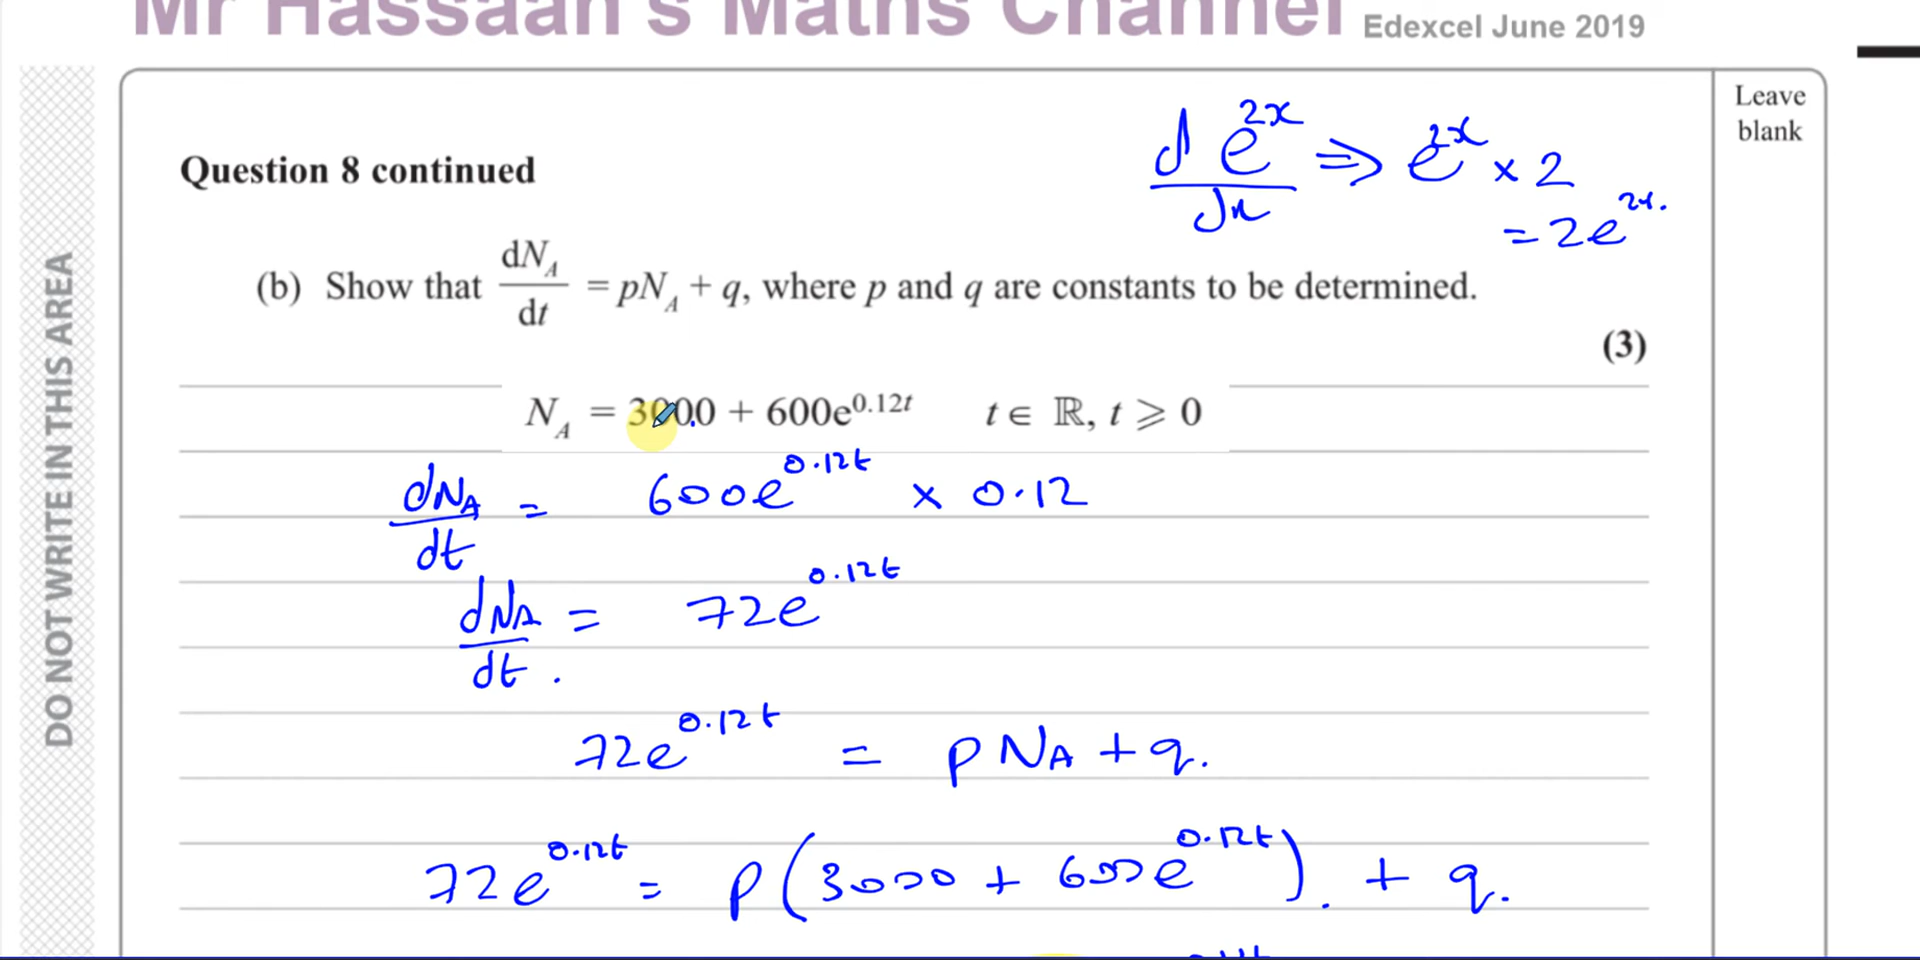 Mr Hassaan's Maths Channel Edexcel June 2019
Leave
blank
Question 8 continued
d e^{2x}/dx ⇒ e^{2x} × 2
= 2e^{2x}.
(b) Show that dN_A/dt = pN_A + q, where p and q are constants to be determined.
(3)
N_A = 3000 + 600e^{0.12t} t ∈ ℝ, t ⩾ 0
dN_A/dt = 600e^{0.12t} × 0.12
dN_A/dt. = 72e^{0.12t}
72e^{0.12t} = pN_A + q.
72e^{0.12t} = p(3000 + 600e^{0.12t}). + q.
DO NOT WRITE IN THIS AREA